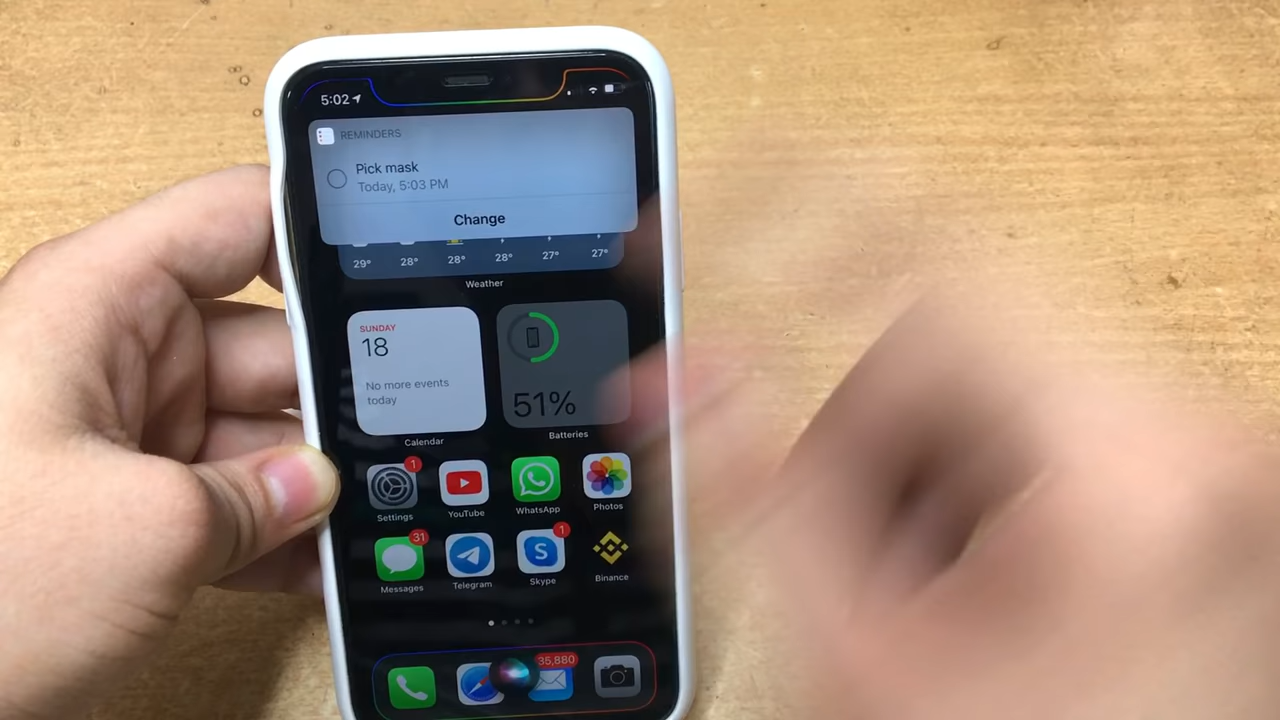 5:02
REMINDERS
Pick mask
Today, 5:03 PM
Change
29° 28° 28° 28° 27° 27°
Weather
SUNDAY
18
No more events
today
51%
Calendar
Batteries
1
Settings
YouTube
WhatsApp
Photos
31
1
S
Messages
Telegram
Skype
Binance
35,880